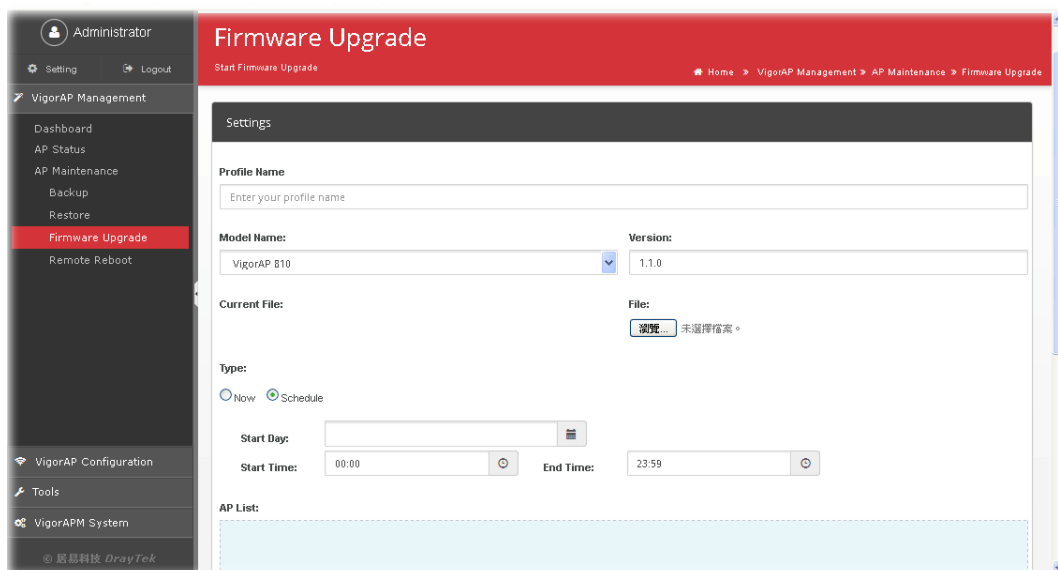 Administrator
Setting
Logout
VigorAP Management
Dashboard
AP Status
AP Maintenance
Backup
Restore
Firmware Upgrade
Remote Reboot
VigorAP Configuration
Tools
VigorAPM System
© 居易科技 DrayTek
Firmware Upgrade
Start Firmware Upgrade
Home » VigorAP Management » AP Maintenance » Firmware Upgrade
Settings
Profile Name
Enter your profile name
Model Name: Version:
VigorAP 810 1.1.0
Current File: File:
瀏覽... 未選擇檔案。
Type:
Now Schedule
Start Day:
Start Time: 00:00 End Time: 23:59
AP List: